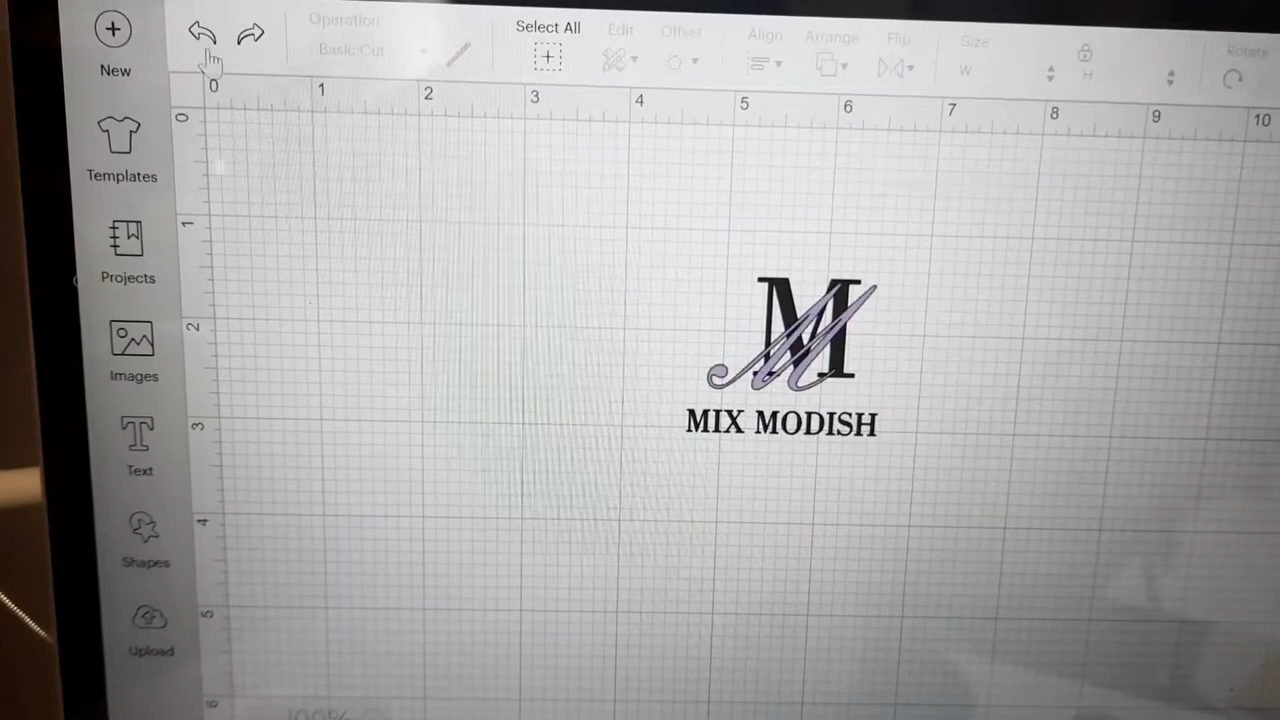 New
Templates
Projects
Images
Text
Shapes
Upload
Operation
Basic Cut
Select All
Edit
Offset
Align
Arrange
Flip
Size
W
H
Rotate
0 1 2 3 4 5 6 7 8 9 10
0
1
2
3
4
5
6
M
M
MIX MODISH
100%